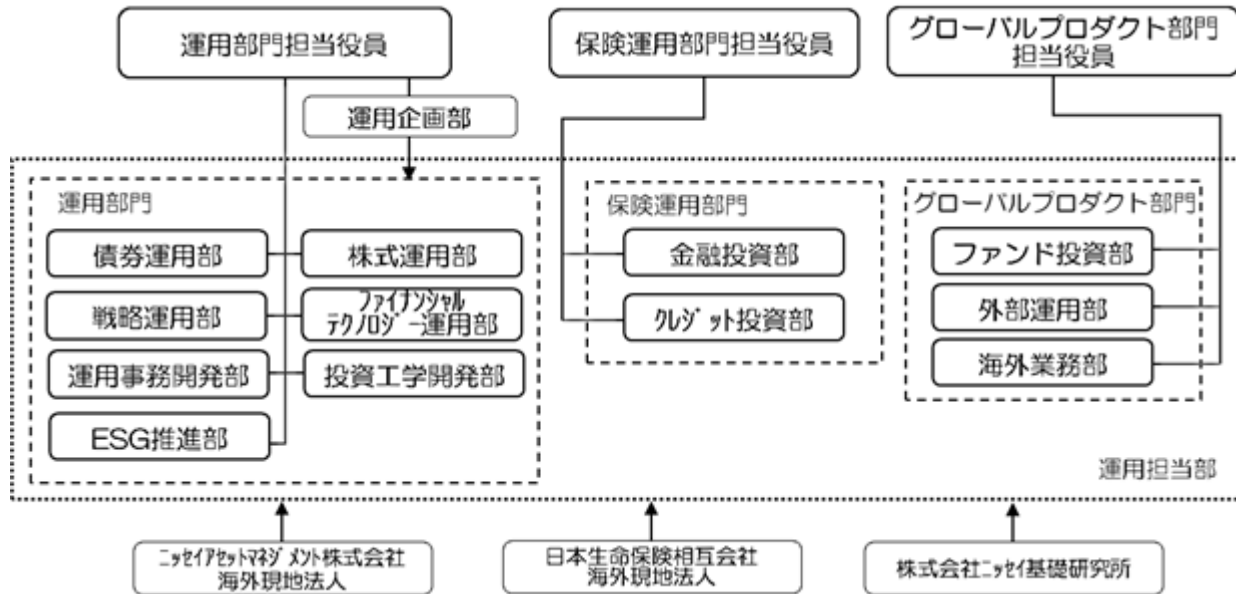 運用部門担当役員
保険運用部門担当役員
グローバルプロダクト部門
担当役員
運用企画部
運用部門
債券運用部
株式運用部
戦略運用部
ファイナンシャル
テクノロジー運用部
運用事務開発部
投資工学開発部
ESG推進部
保険運用部門
金融投資部
クレジット投資部
グローバルプロダクト部門
ファンド投資部
外部運用部
海外業務部
運用担当部
ニッセイアセットマネジメント株式会社
海外現地法人
日本生命保険相互会社
海外現地法人
株式会社ニッセイ基礎研究所